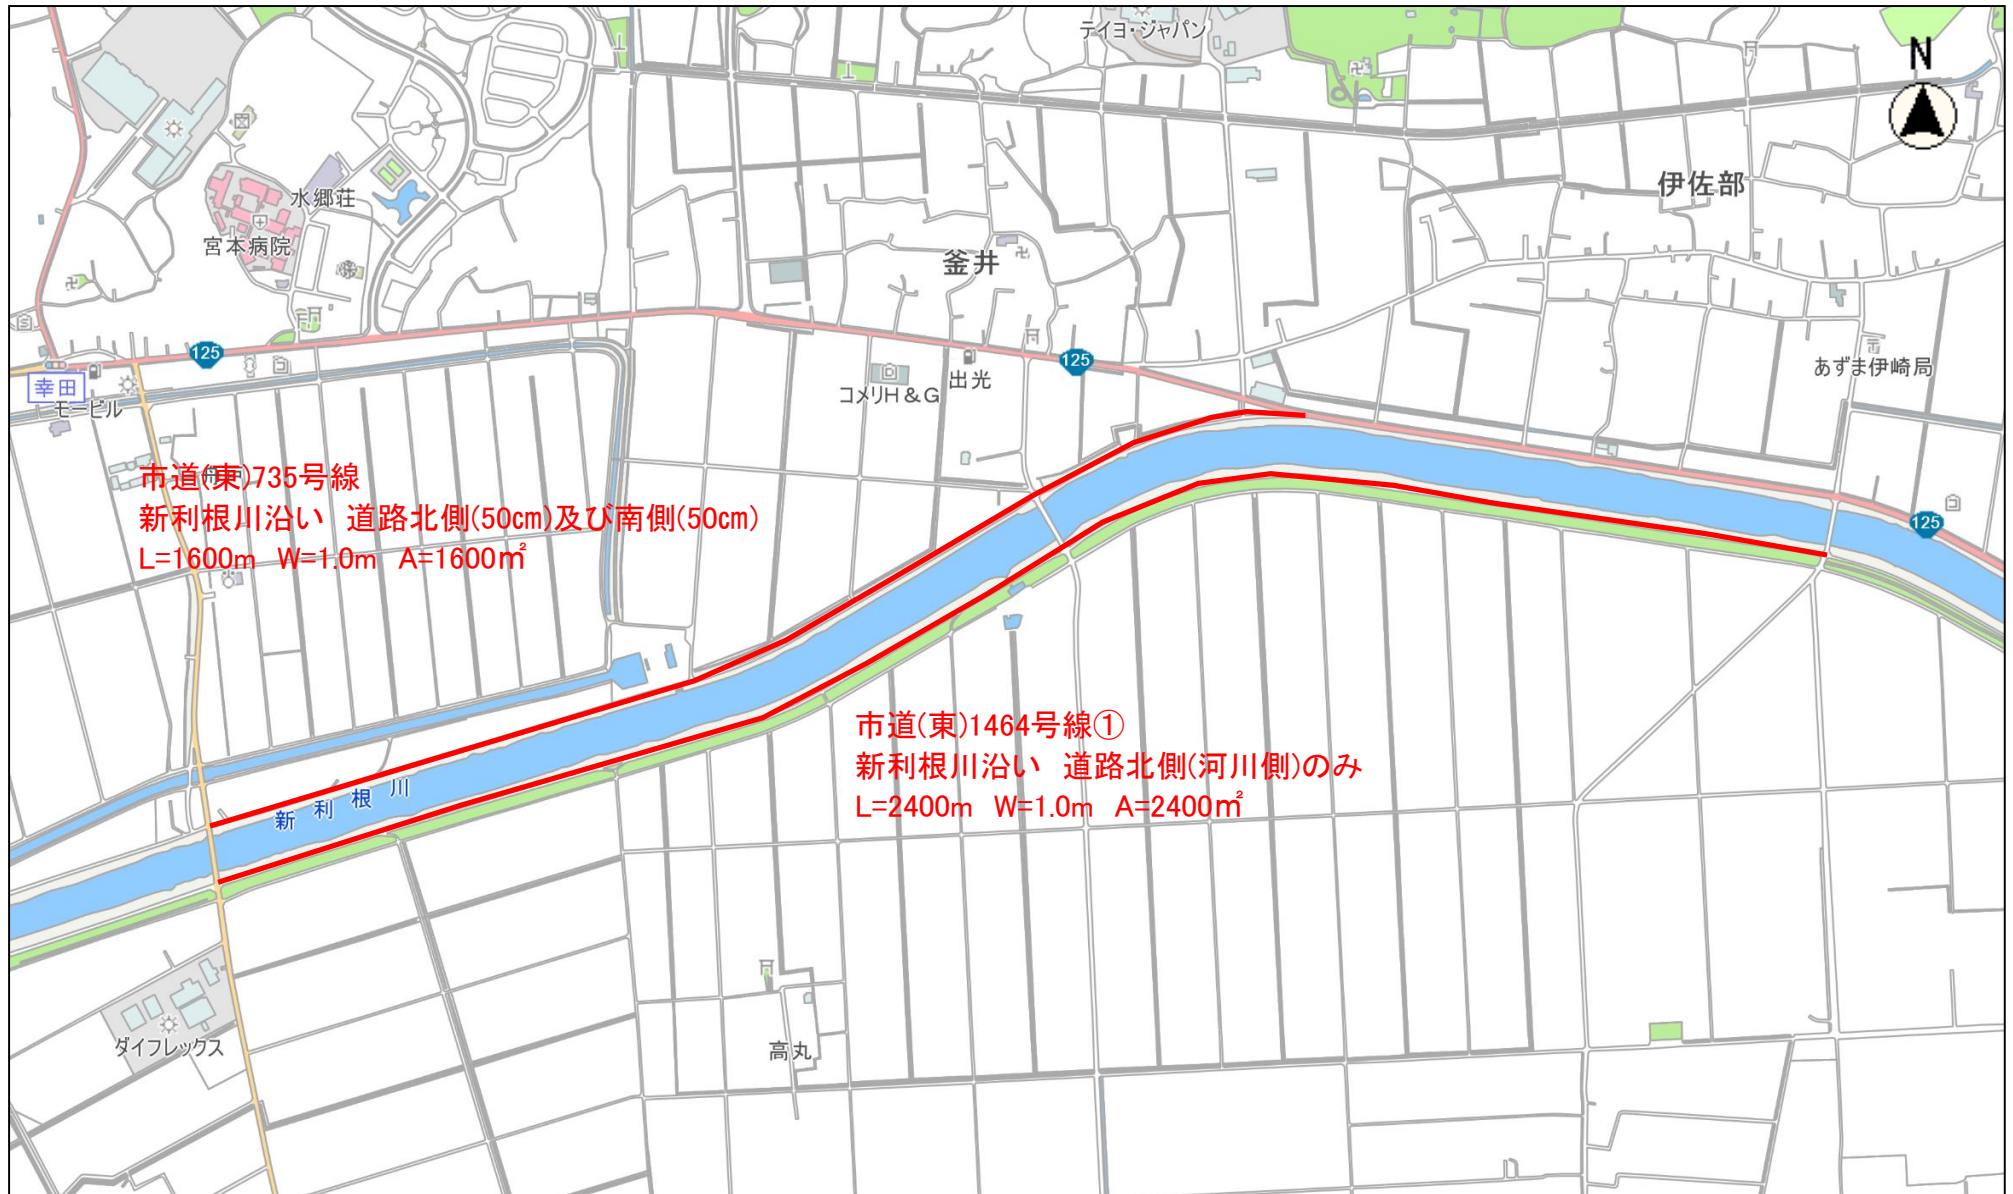 テイヨ・ジャパン
N
伊佐部
水郷荘
宮本病院
釜井
125
125
あずま伊崎局
幸田
モービル
コメリH&G
出光
市道(東)735号線
新利根川沿い 道路北側(50cm)及び南側(50cm)
L=1600m W=1.0m A=1600㎡
125
市道(東)1464号線①
新利根川沿い 道路北側(河川側)のみ
L=2400m W=1.0m A=2400㎡
新利根川
ダイフレックス
高丸